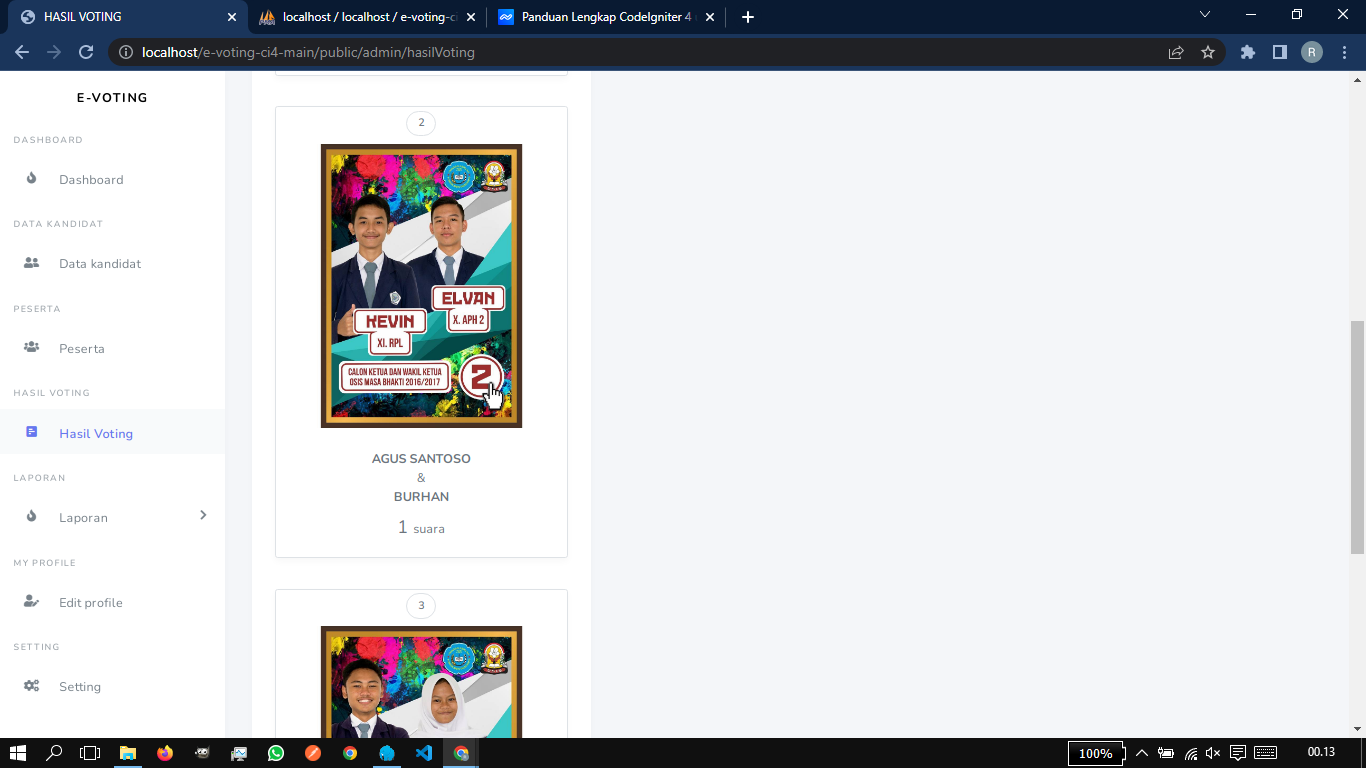 HASIL VOTING
localhost / localhost / e-voting-ci
Panduan Lengkap CodeIgniter 4
localhost/e-voting-ci4-main/public/admin/hasilVoting
R
E-VOTING
DASHBOARD
Dashboard
DATA KANDIDAT
Data kandidat
PESERTA
Peserta
HASIL VOTING
Hasil Voting
LAPORAN
Laporan
MY PROFILE
Edit profile
SETTING
Setting
2
ELVAN
X. APH 2
KEVIN
XI. RPL
CALON KETUA DAN WAKIL KETUA
OSIS MASA BHAKTI 2016/2017
2
AGUS SANTOSO
&
BURHAN
1 suara
3
100%
00.13